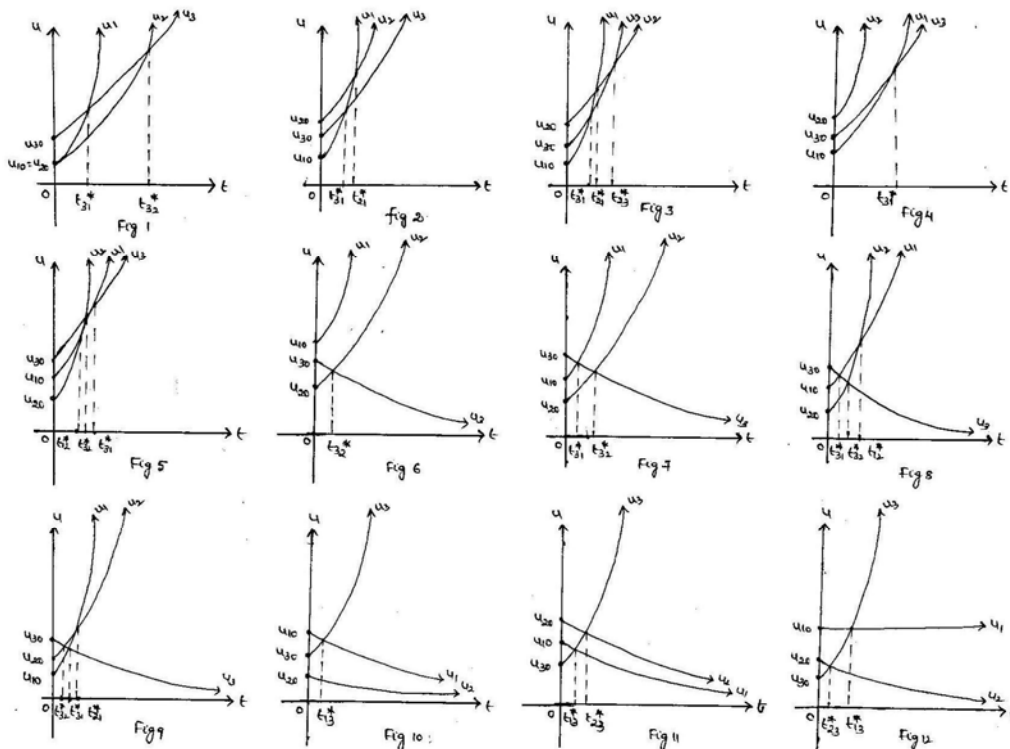 u
u₁
u₂
u₃
u₃₀
u₁₀=u₂₀
0
t₃₁*
t₃₂*
t
Fig 1
u
u₁
u₂
u₃
u₂₀
u₃₀
u₁₀
0
t₃₁*
t₂₁*
t
fig 2
u
u₁
u₃
u₂
u₂₀
u₃₀
u₁₀
0
t₃₁*
t₂₁*
t₂₃*
t
Fig 3
u
u₂
u₁
u₃
u₂₀
u₃₀
u₁₀
0
t₃₁*
t
Fig 4
u
u₂
u₁
u₃
u₃₀
u₁₀
u₂₀
0
t₁₂*
t₃₂*
t₃₁*
t
Fig 5
u
u₁
u₂
u₁₀
u₃₀
u₂₀
u₂
0
t₃₂*
t
Fig 6
u
u₁
u₂
u₃₀
u₁₀
u₂₀
u₃
0
t₃₁*
t₃₂*
t
Fig 7
u
u₂
u₁
u₃₀
u₁₀
u₂₀
u₃
0
t₃₁*
t₃₂*
t₁₂*
t
Fig 8
u
u₁
u₂
u₃₀
u₂₀
u₁₀
u₃
0
t₃₂*
t₃₁*
t₂₁*
t
Fig 9
u
u₃
u₁₀
u₃₀
u₂₀
u₁
u₂
0
t₁₃*
t
Fig 10
u
u₃
u₂₀
u₁₀
u₃₀
u₂
u₁
0
t₁₃*
t₂₃*
t
Fig 11
u
u₃
u₁₀
u₁
u₂₀
u₃₀
u₂
0
t₂₃*
t₁₃*
Fig 12